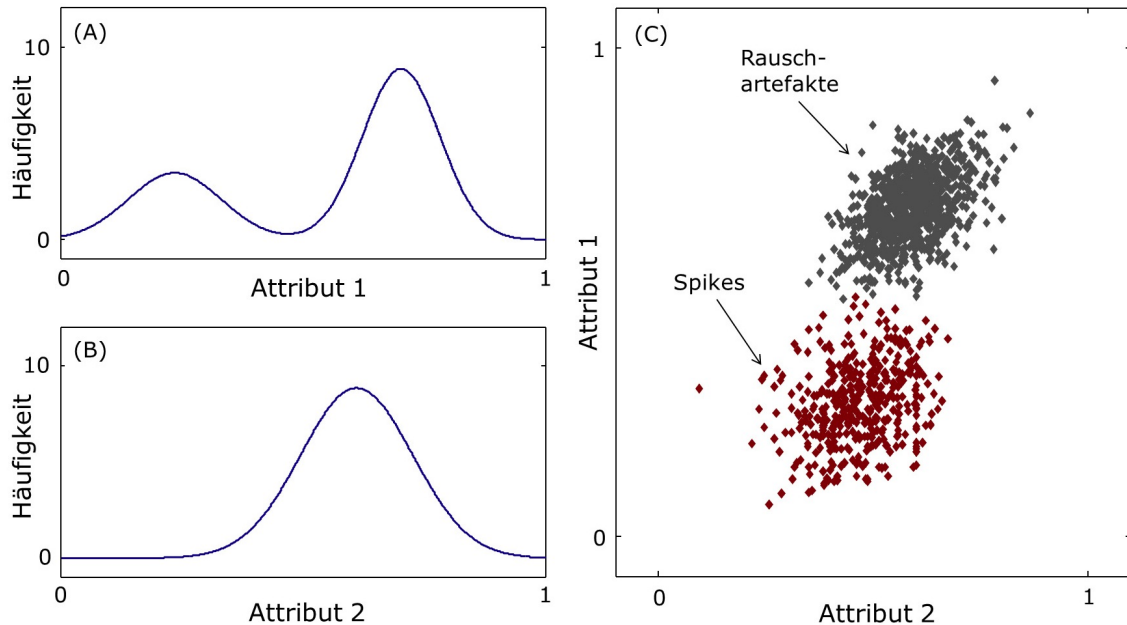 (A)
10
Häufigkeit
0
0
1
Attribut 1
(B)
10
Häufigkeit
0
0
1
Attribut 2
(C)
1
Rausch-
artefakte
Attribut 1
Spikes
0
0
1
Attribut 2